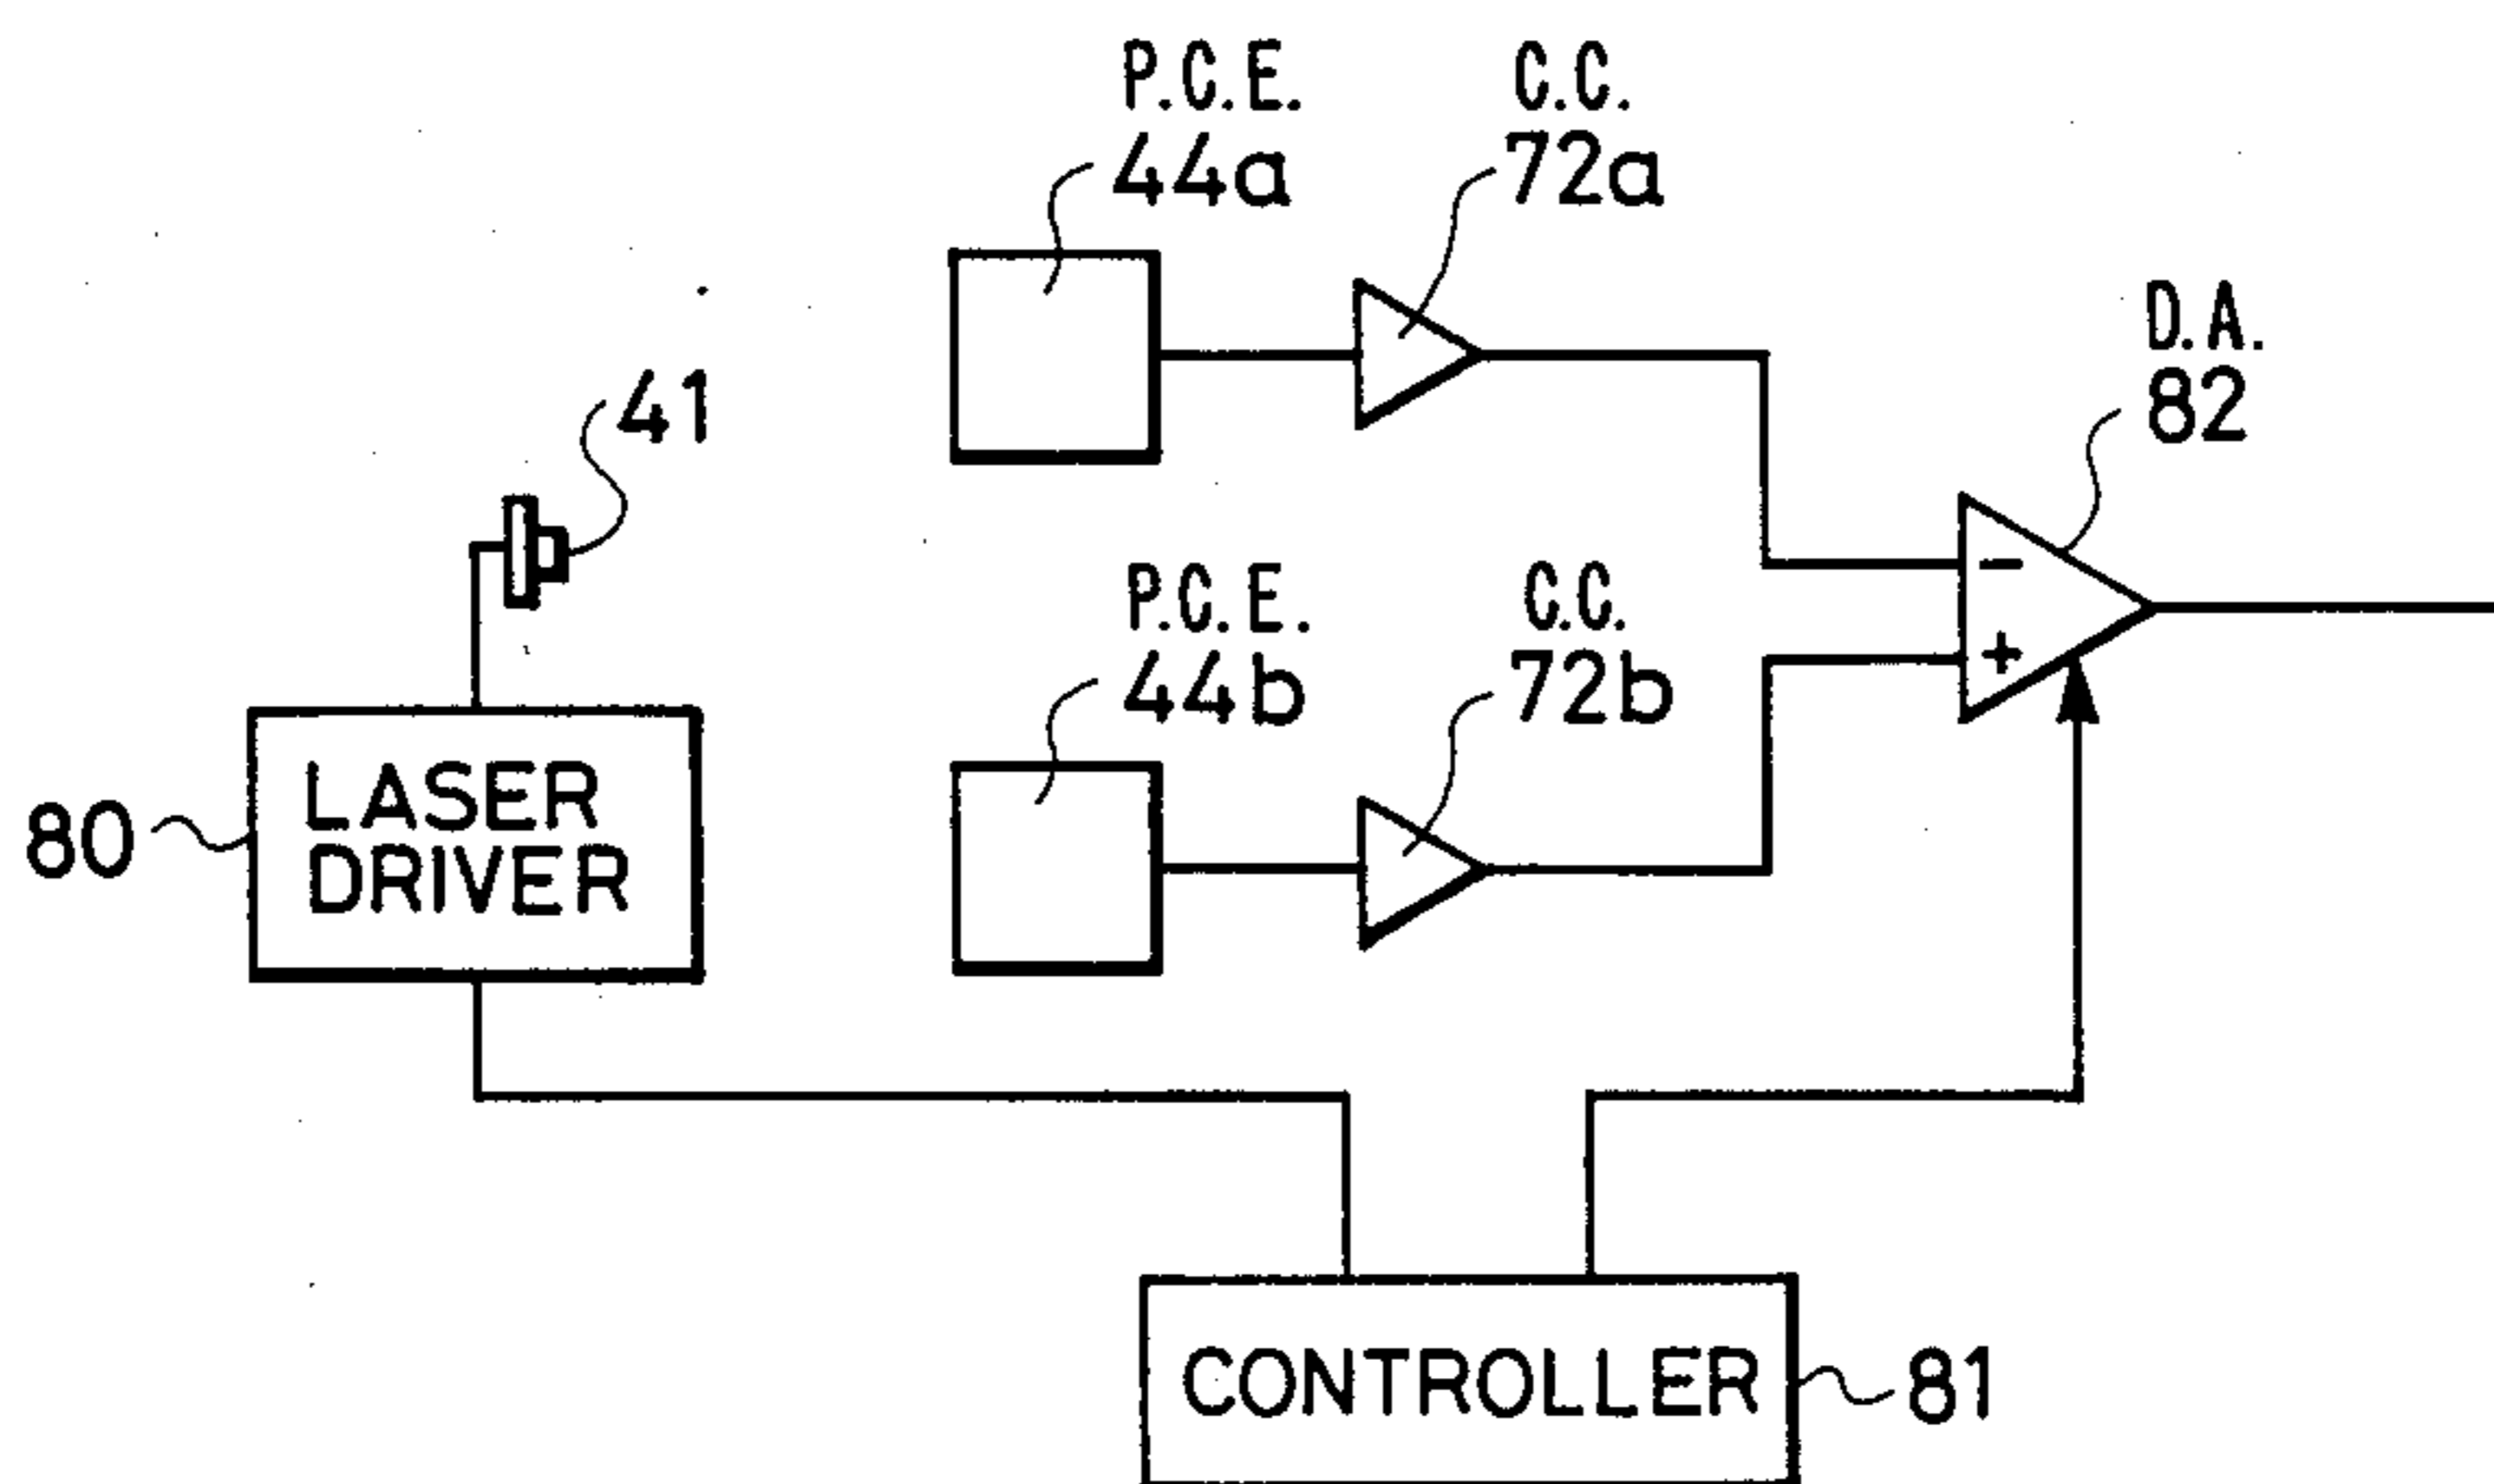 P.C.E.
44a
C.C.
72a
D.A.
82
41
P.C.E.
44b
C.C.
72b
-
+
80
LASER
DRIVER
CONTROLLER
81